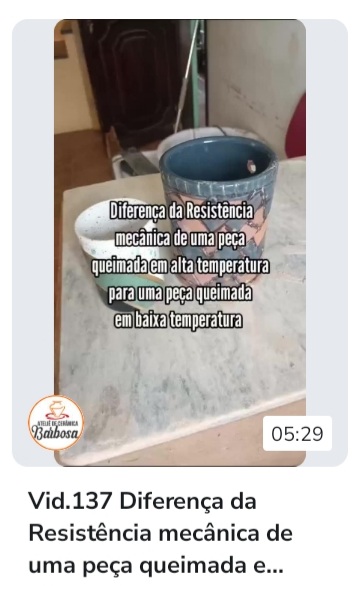 Diferença da Resistência
mecânica de uma peça
queimada em alta temperatura
para uma peça queimada
em baixa temperatura
ATELIÊ DE CERÂMICA
Barbosa
05:29
Vid.137 Diferença da
Resistência mecânica de
uma peça queimada e...